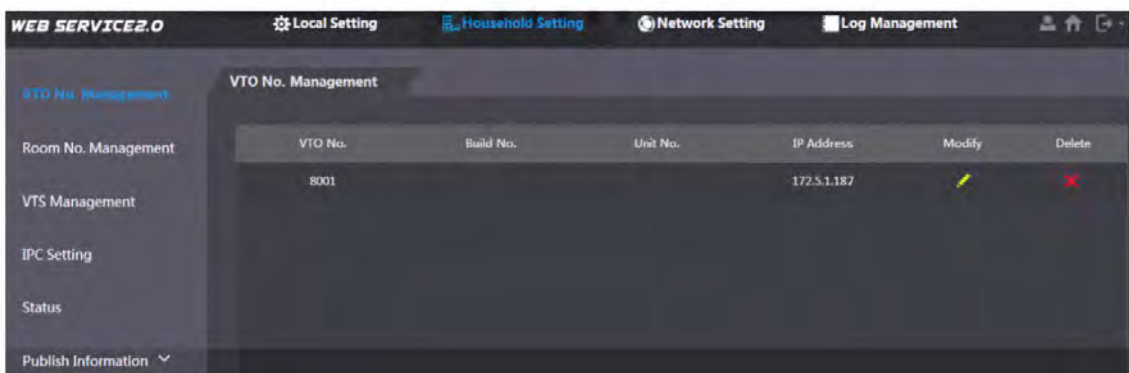 WEB SERVICE2.0 Local Setting Household Setting Network Setting Log Management
VTO No. Management
VTO No. Management
VTO No. Build No. Unit No. IP Address Modify Delete
Room No. Management
8001 172.5.1.187
VTS Management
IPC Setting
Status
Publish Information